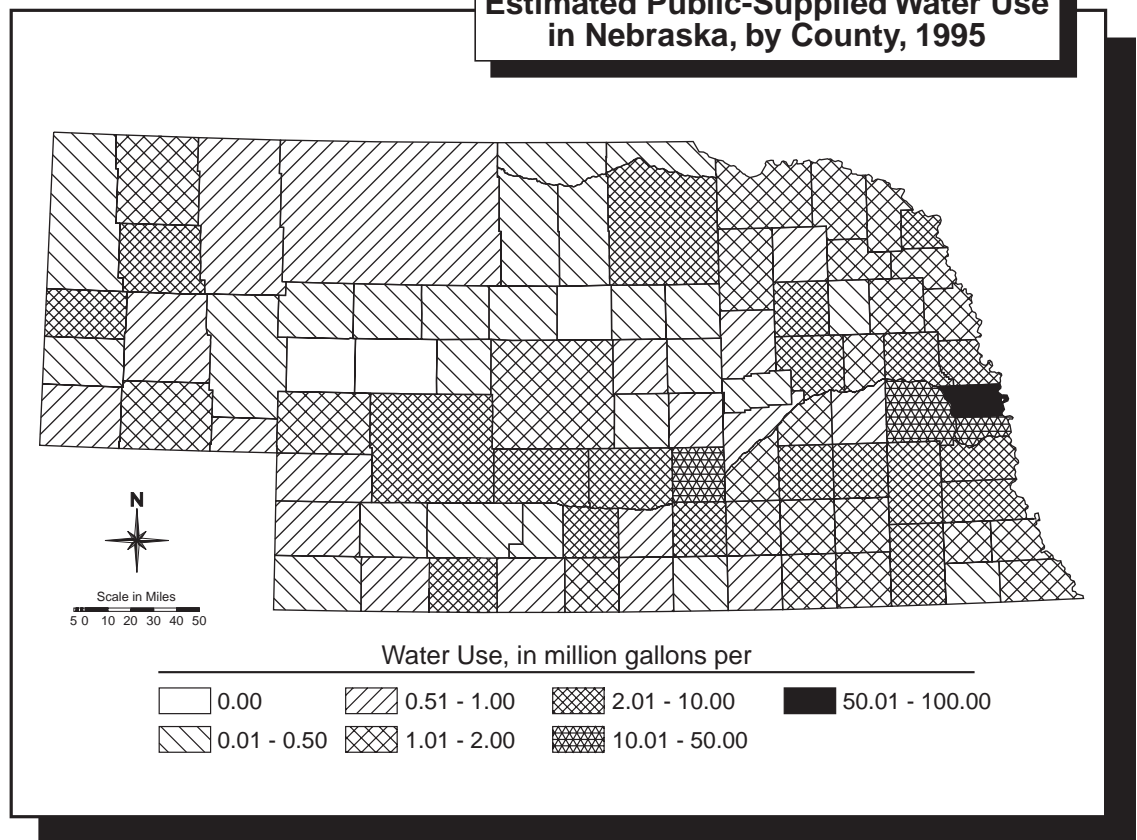 Estimated Public-Supplied Water Use
in Nebraska, by County, 1995
N
Scale in Miles
5 0 10 20 30 40 50
Water Use, in million gallons per
0.00 0.51 - 1.00 2.01 - 10.00 50.01 - 100.00
0.01 - 0.50 1.01 - 2.00 10.01 - 50.00